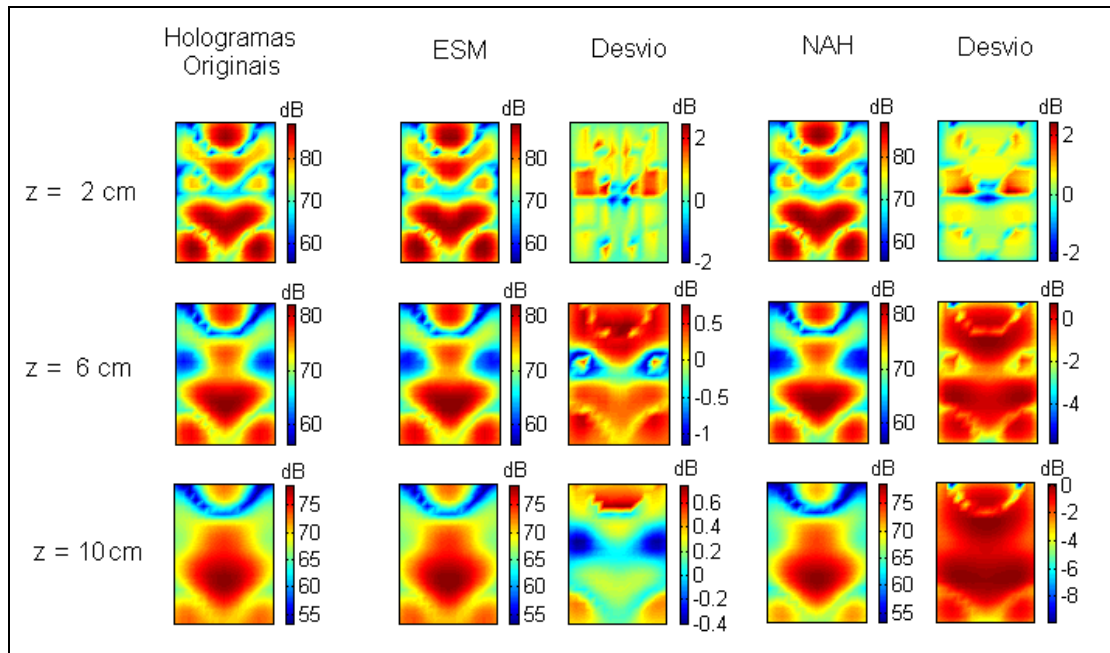 Hologramas Originais ESM Desvio NAH Desvio
dB dB dB dB dB
z = 2 cm
80 70 60
80 70 60
2 0 -2
80 70 60
2 0 -2
dB dB dB dB dB
z = 6 cm
80 70 60
80 70 60
0.5 0 -0.5 -1
80 70 60
0 -2 -4
dB dB dB dB dB
z = 10 cm
75 70 65 60 55
75 70 65 60 55
0.6 0.4 0.2 0 -0.2 -0.4
75 70 65 60 55
0 -2 -4 -6 -8